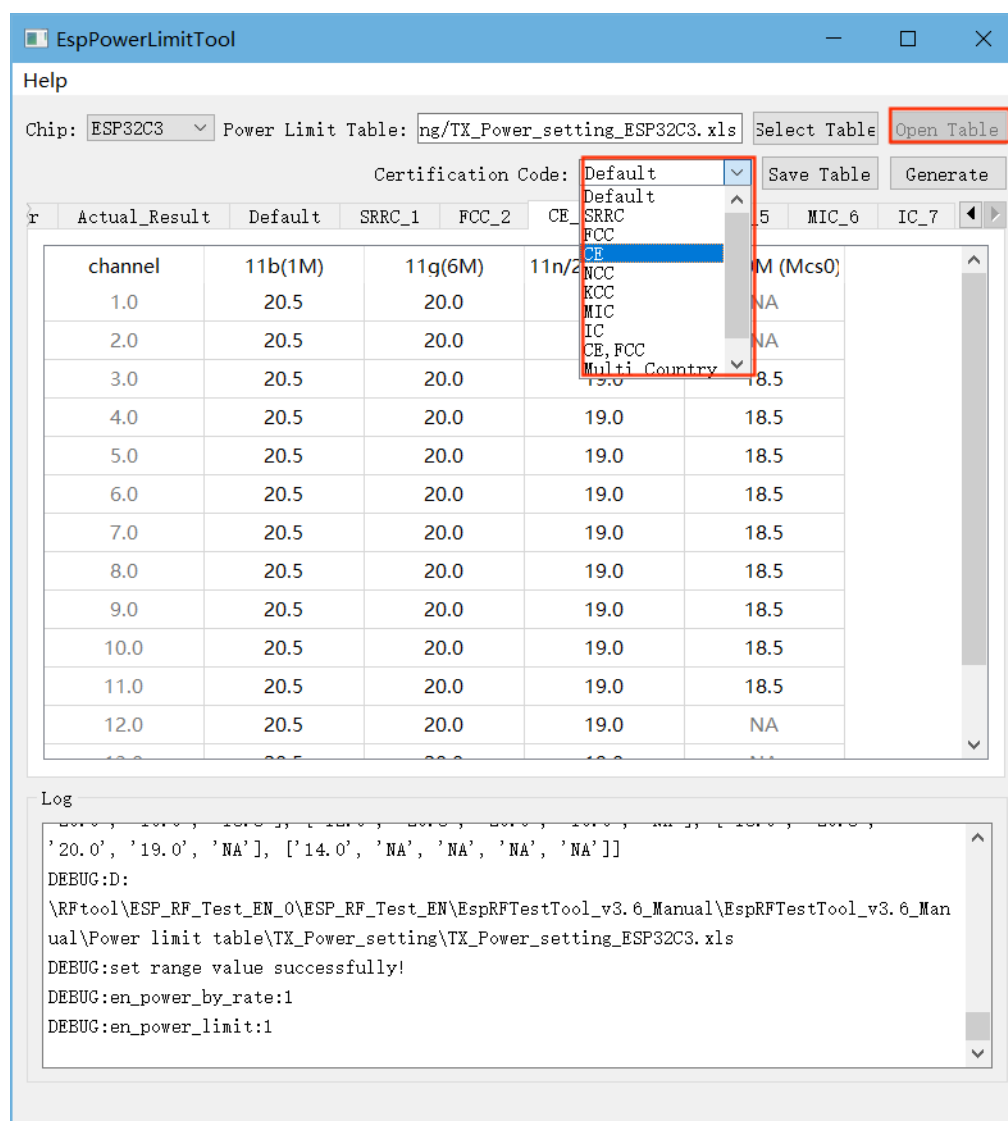 EspPowerLimitTool
Help
Chip: ESP32C3 Power Limit Table: ng/TX_Power_setting_ESP32C3.xls Select Table Open Table
Certification Code: Default Save Table Generate
Default
SRRC
FCC
CE
NCC
KCC
MIC
IC
CE,FCC
Multi Country
r Actual_Result Default SRRC_1 FCC_2 CE_ _5 MIC_6 IC_7
channel 11b(1M) 11g(6M) 11n/2 M (Mcs0)
1.0 20.5 20.0 NA
2.0 20.5 20.0 NA
3.0 20.5 20.0 19.0 18.5
4.0 20.5 20.0 19.0 18.5
5.0 20.5 20.0 19.0 18.5
6.0 20.5 20.0 19.0 18.5
7.0 20.5 20.0 19.0 18.5
8.0 20.5 20.0 19.0 18.5
9.0 20.5 20.0 19.0 18.5
10.0 20.5 20.0 19.0 18.5
11.0 20.5 20.0 19.0 18.5
12.0 20.5 20.0 19.0 NA
Log
'20.0', '19.0', 'NA'], ['14.0', 'NA', 'NA', 'NA', 'NA']]
DEBUG:D:
\RFtool\ESP_RF_Test_EN_0\ESP_RF_Test_EN\EspRFTestTool_v3.6_Manual\EspRFTestTool_v3.6_Man
ual\Power limit table\TX_Power_setting\TX_Power_setting_ESP32C3.xls
DEBUG:set range value successfully!
DEBUG:en_power_by_rate:1
DEBUG:en_power_limit:1